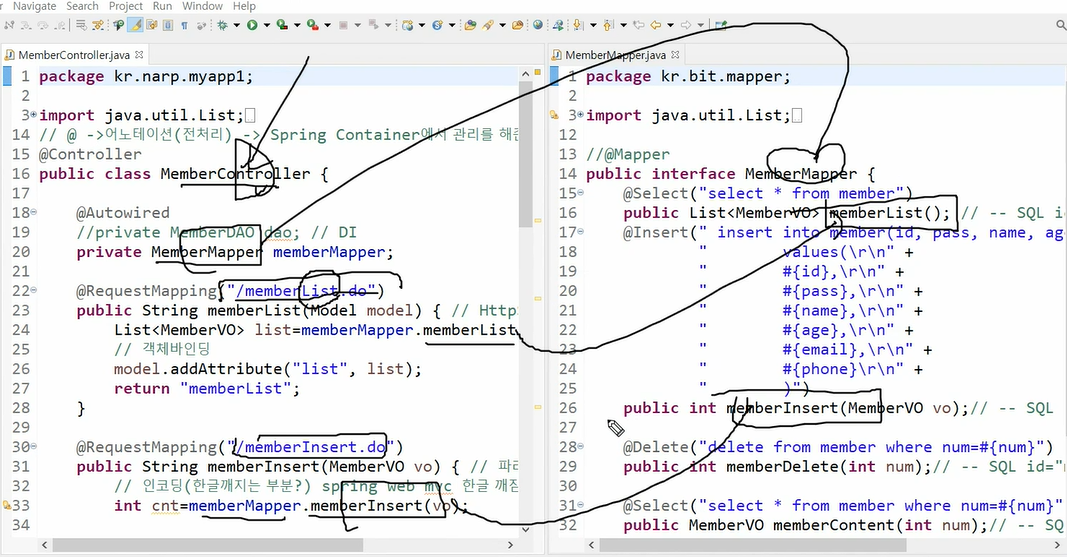 Navigate Search Project Run Window Help
MemberController.java
1 package kr.narp.myapp1;
2
3 import java.util.List;
14 // @ ->어노테이션(전처리) -> Spring Container에서 관리를 해준
15 @Controller
16 public class MemberController {
17
18 @Autowired
19 //private MemberDAO dao; // DI
20 private MemberMapper memberMapper;
21
22 @RequestMapping("/memberList.do")
23 public String memberList(Model model) { // Http
24 List<MemberVO> list=memberMapper.memberList
25 // 객체바인딩
26 model.addAttribute("list", list);
27 return "memberList";
28 }
29
30 @RequestMapping("/memberInsert.do")
31 public String memberInsert(MemberVO vo) { // 파라
32 // 인코딩(한글깨지는 부분?) spring web mvc 한글 깨짐
33 int cnt=memberMapper.memberInsert(vo);
34
MemberMapper.java
1 package kr.bit.mapper;
2
3 import java.util.List;
12
13 //@Mapper
14 public interface MemberMapper {
15 @Select("select * from member")
16 public List<MemberVO> memberList(); // -- SQL id
17 @Insert(" insert into member(id, pass, name, ag
18 " values(\r\n" +
19 " #{id},\r\n" +
20 " #{pass},\r\n" +
21 " #{name},\r\n" +
22 " #{age},\r\n" +
23 " #{email},\r\n" +
24 " #{phone}\r\n" +
25 " )")
26 public int memberInsert(MemberVO vo);// -- SQL
27
28 @Delete("delete from member where num=#{num}")
29 public int memberDelete(int num);// -- SQL id="
30
31 @Select("select * from member where num=#{num}"
32 public MemberVO memberContent(int num);// -- SQ